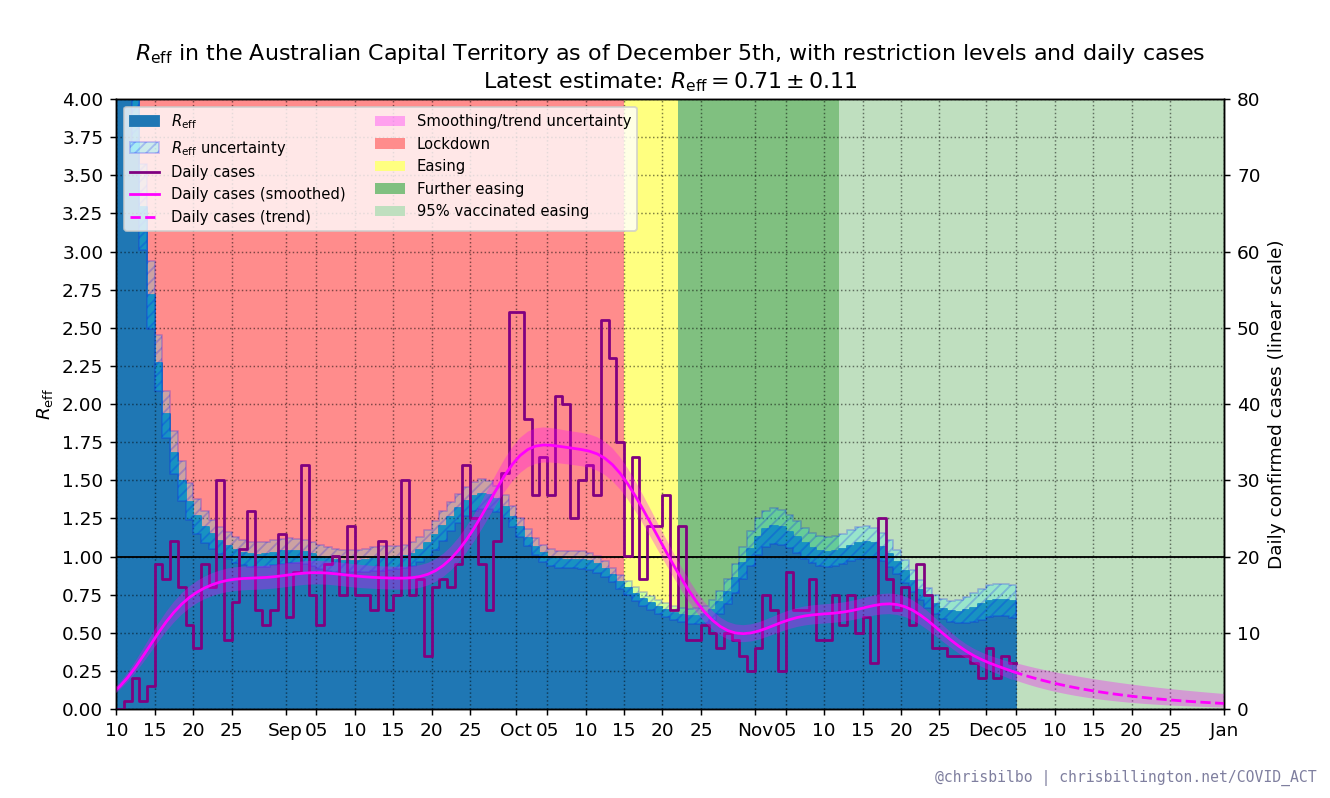 R_eff in the Australian Capital Territory as of December 5th, with restriction levels and daily cases
Latest estimate: R_eff = 0.71 ± 0.11
R_eff
R_eff uncertainty
Daily cases
Daily cases (smoothed)
Daily cases (trend)
Smoothing/trend uncertainty
Lockdown
Easing
Further easing
95% vaccinated easing
R_eff
4.00
3.75
3.50
3.25
3.00
2.75
2.50
2.25
2.00
1.75
1.50
1.25
1.00
0.75
0.50
0.25
0.00
80
70
60
50
40
30
20
10
0
Daily confirmed cases (linear scale)
10 15 20 25 Sep 05 10 15 20 25 Oct 05 10 15 20 25 Nov 05 10 15 20 25 Dec 05 10 15 20 25 Jan
@chrisbilbo | chrisbillington.net/COVID_ACT